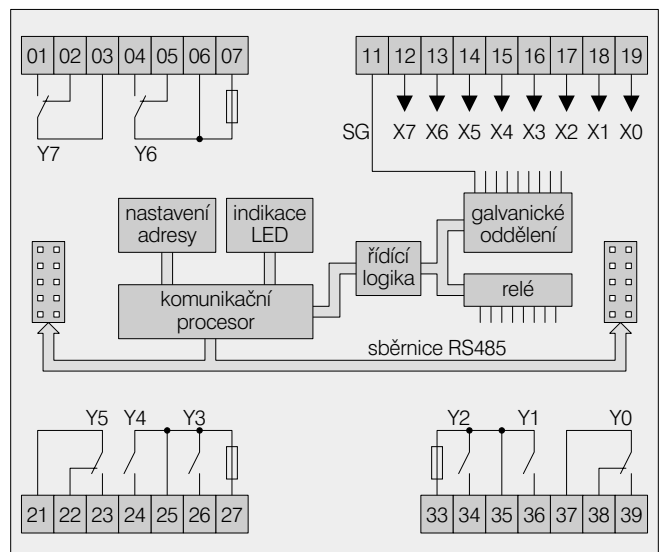 01 02 03 04 05 06 07
11 12 13 14 15 16 17 18 19
SG X7 X6 X5 X4 X3 X2 X1 X0
Y7 Y6
nastavení
adresy
indikace
LED
galvanické
oddělení
řídící
logika
relé
komunikační
procesor
sběrnice RS485
Y5 Y4 Y3
Y2 Y1 Y0
21 22 23 24 25 26 27
33 34 35 36 37 38 39